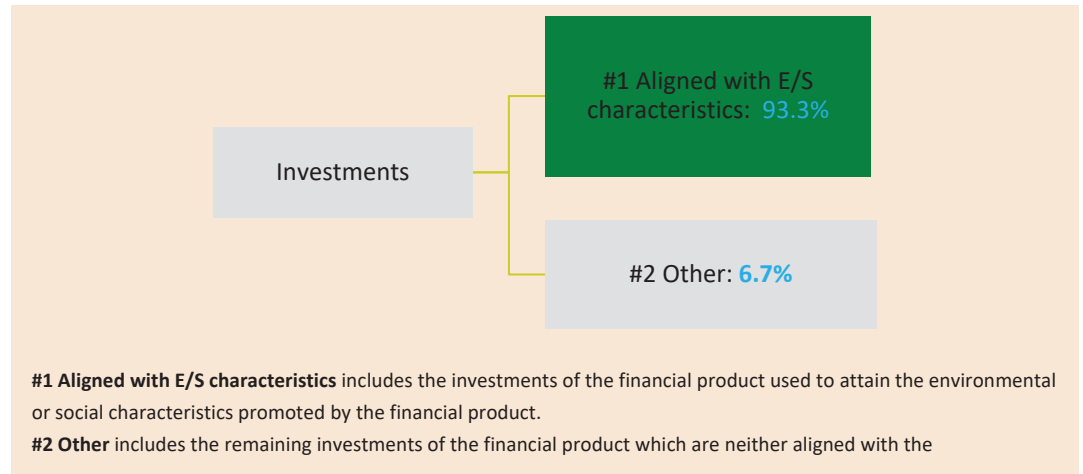 #1 Aligned with E/S
characteristics: 93.3%
Investments
#2 Other: 6.7%
#1 Aligned with E/S characteristics includes the investments of the financial product used to attain the environmental
or social characteristics promoted by the financial product.
#2 Other includes the remaining investments of the financial product which are neither aligned with the